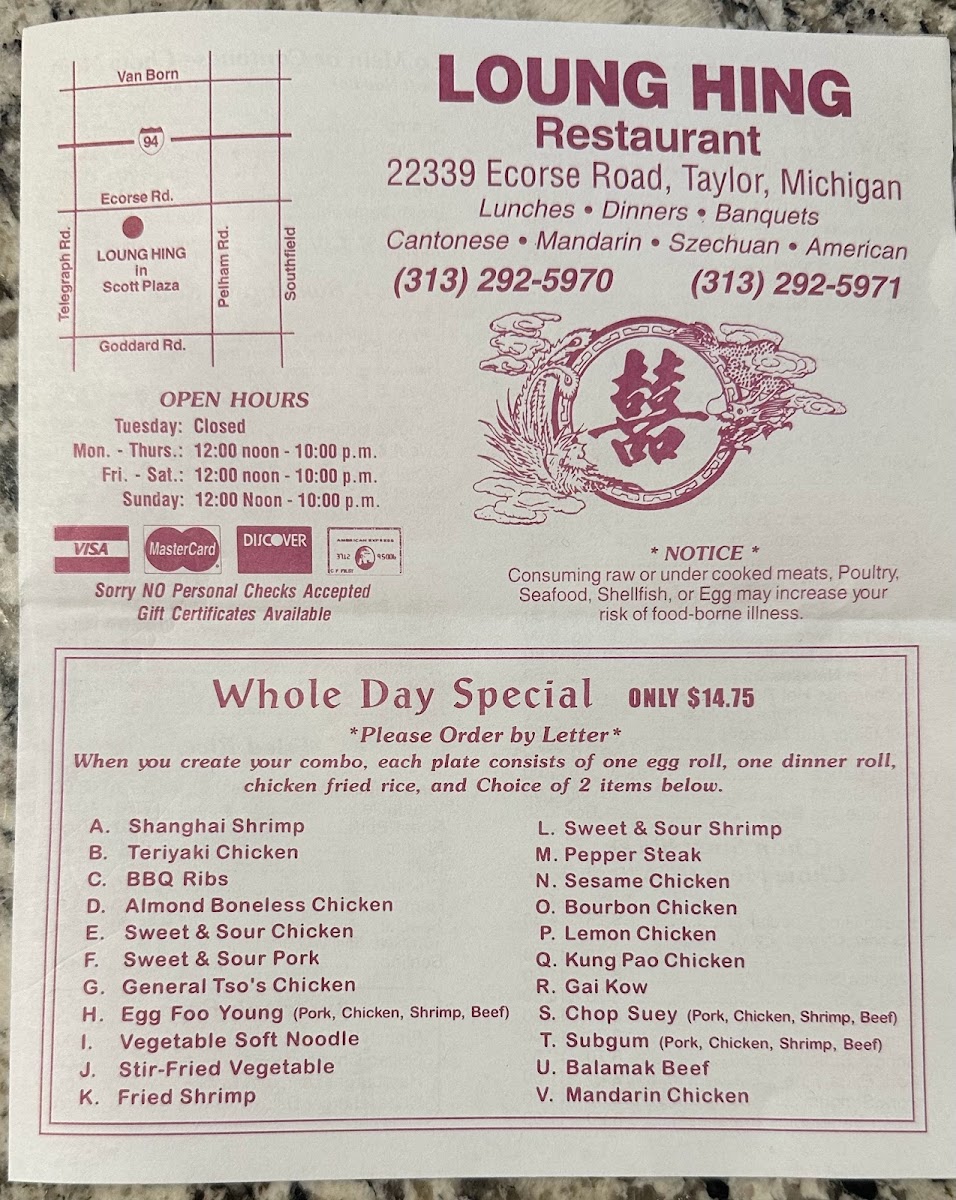 Van Born
94
Ecorse Rd.
Telegraph Rd.
LOUNG HING
in
Scott Plaza
Pelham Rd.
Southfield
Goddard Rd.
LOUNG HING
Restaurant
22339 Ecorse Road, Taylor, Michigan
Lunches • Dinners • Banquets
Cantonese • Mandarin • Szechuan • American
(313) 292-5970 (313) 292-5971
囍
OPEN HOURS
Tuesday: Closed
Mon. - Thurs.: 12:00 noon - 10:00 p.m.
Fri. - Sat.: 12:00 noon - 10:00 p.m.
Sunday: 12:00 Noon - 10:00 p.m.
VISA
MasterCard
DISCOVER
AMERICAN EXPRESS
3712 95006
Sorry NO Personal Checks Accepted
Gift Certificates Available
* NOTICE *
Consuming raw or under cooked meats, Poultry,
Seafood, Shellfish, or Egg may increase your
risk of food-borne illness.
Whole Day Special ONLY $14.75
*Please Order by Letter*
When you create your combo, each plate consists of one egg roll, one dinner roll,
chicken fried rice, and Choice of 2 items below.
A. Shanghai Shrimp
B. Teriyaki Chicken
C. BBQ Ribs
D. Almond Boneless Chicken
E. Sweet & Sour Chicken
F. Sweet & Sour Pork
G. General Tso's Chicken
H. Egg Foo Young (Pork, Chicken, Shrimp, Beef)
I. Vegetable Soft Noodle
J. Stir-Fried Vegetable
K. Fried Shrimp
L. Sweet & Sour Shrimp
M. Pepper Steak
N. Sesame Chicken
O. Bourbon Chicken
P. Lemon Chicken
Q. Kung Pao Chicken
R. Gai Kow
S. Chop Suey (Pork, Chicken, Shrimp, Beef)
T. Subgum (Pork, Chicken, Shrimp, Beef)
U. Balamak Beef
V. Mandarin Chicken